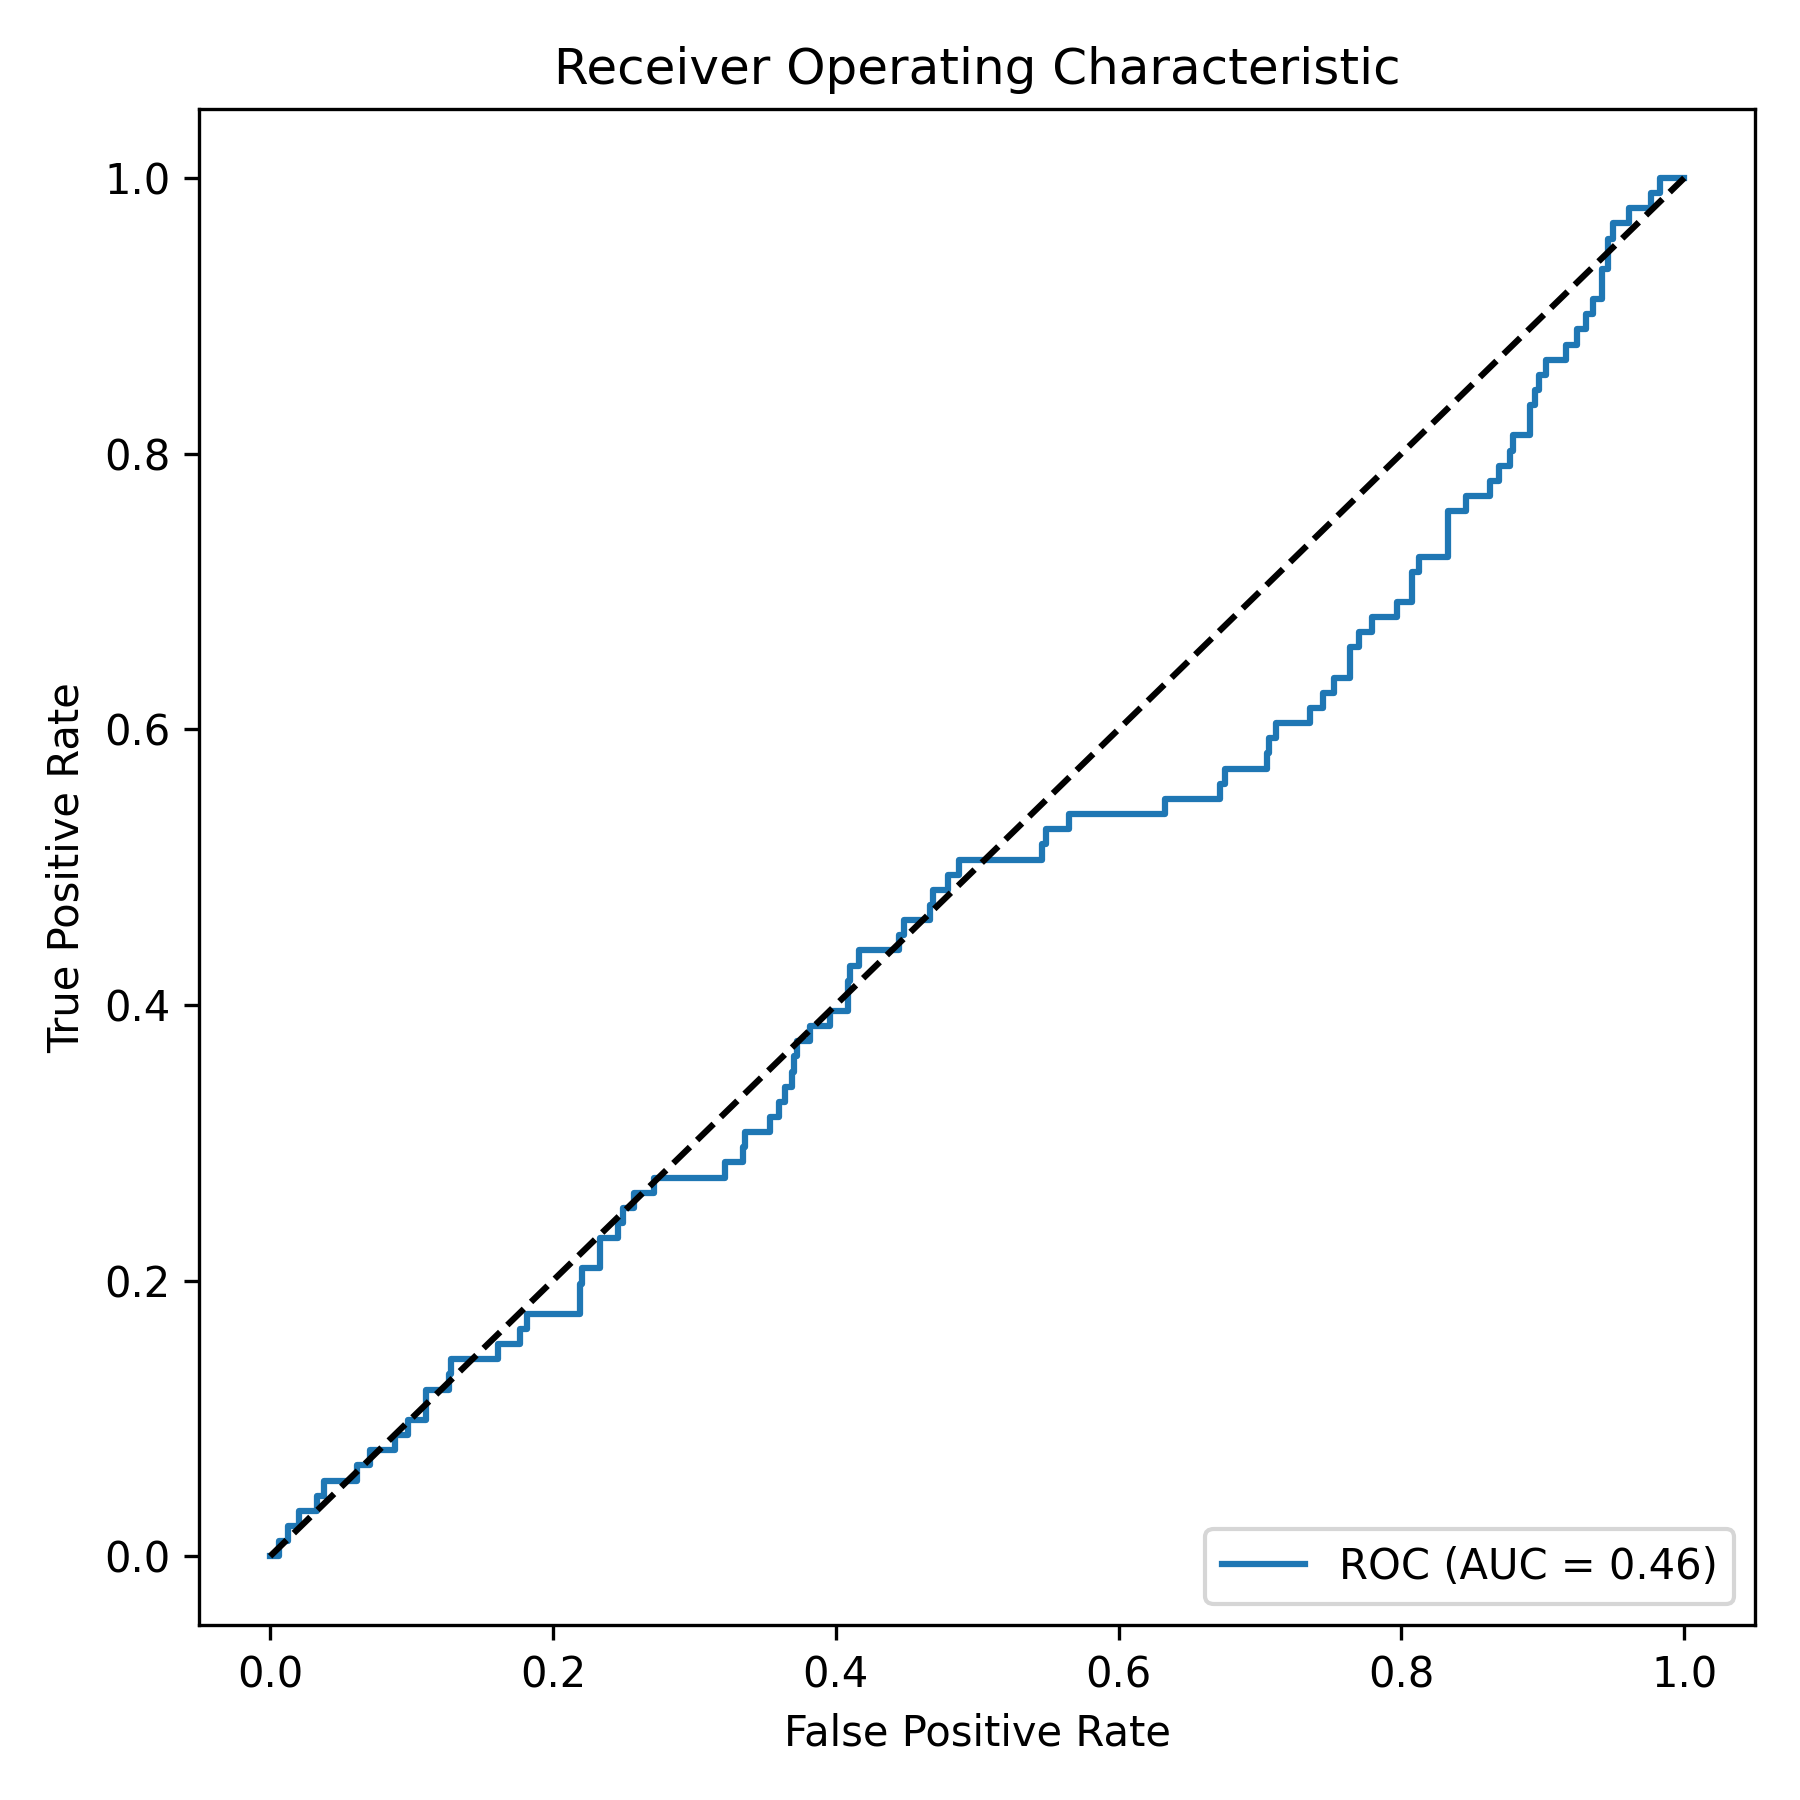 Receiver Operating Characteristic
1.0
0.8
0.6
0.4
0.2
0.0
True Positive Rate
ROC (AUC = 0.46)
0.0 0.2 0.4 0.6 0.8 1.0
False Positive Rate